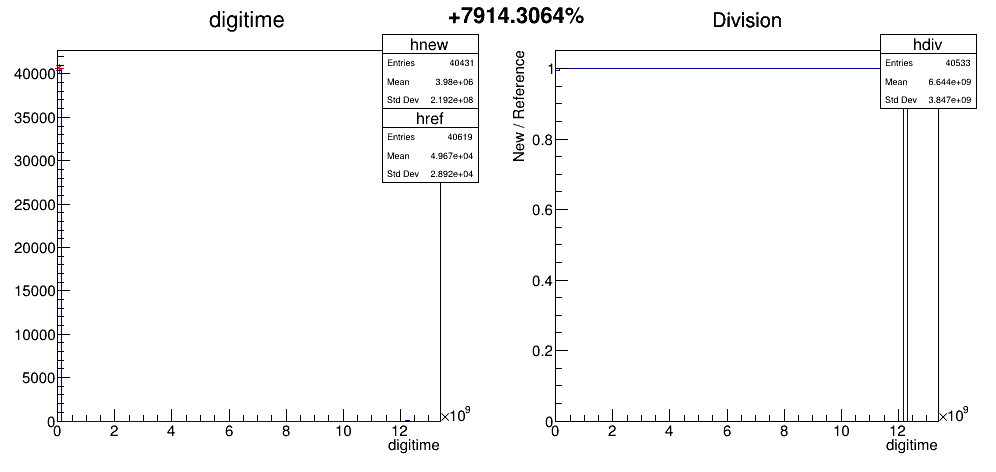 +7914.3064%
digitime
hnew
Entries 40431
Mean 3.98e+06
Std Dev 2.192e+08
href
Entries 40619
Mean 4.967e+04
Std Dev 2.892e+04
40000
35000
30000
25000
20000
15000
10000
5000
0
0 2 4 6 8 10 12 ×10⁹
digitime
Division
hdiv
Entries 40533
Mean 6.644e+09
Std Dev 3.847e+09
New / Reference
1
0.8
0.6
0.4
0.2
0
0 2 4 6 8 10 12 ×10⁹
digitime